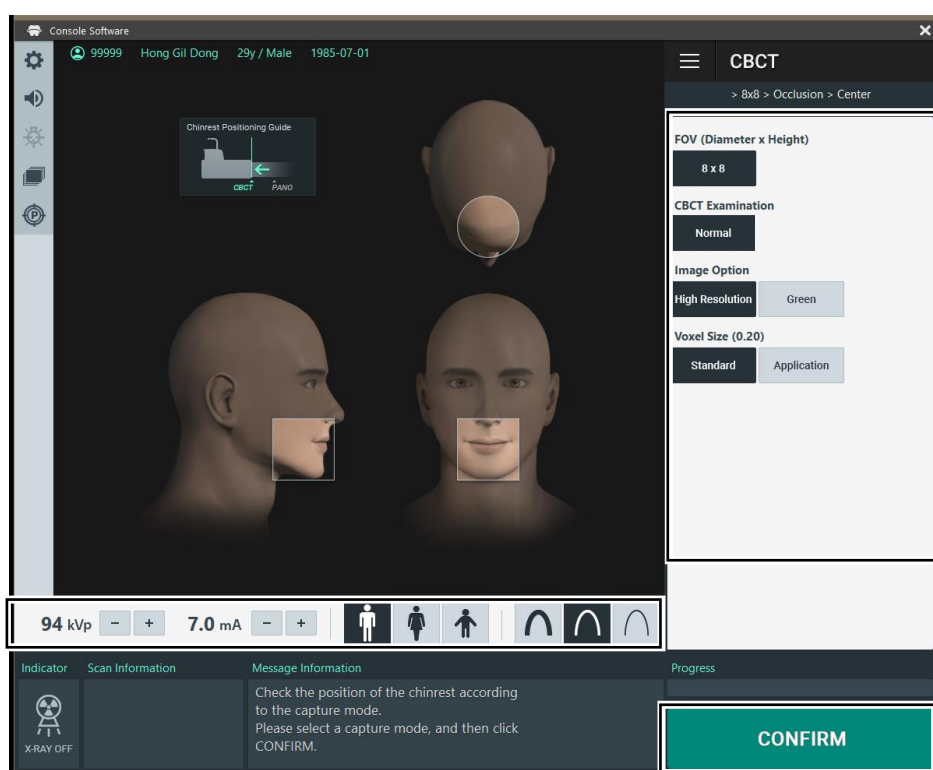 Console Software
99999 Hong Gil Dong 29y / Male 1985-07-01
CBCT
> 8x8 > Occlusion > Center
Chinrest Positioning Guide
CBCT PANO
FOV (Diameter x Height)
8 x 8
CBCT Examination
Normal
Image Option
High Resolution Green
Voxel Size (0.20)
Standard Application
94 kVp - + 7.0 mA - +
Indicator Scan Information Message Information Progress
X-RAY OFF
Check the position of the chinrest according
to the capture mode.
Please select a capture mode, and then click
CONFIRM.
CONFIRM
P